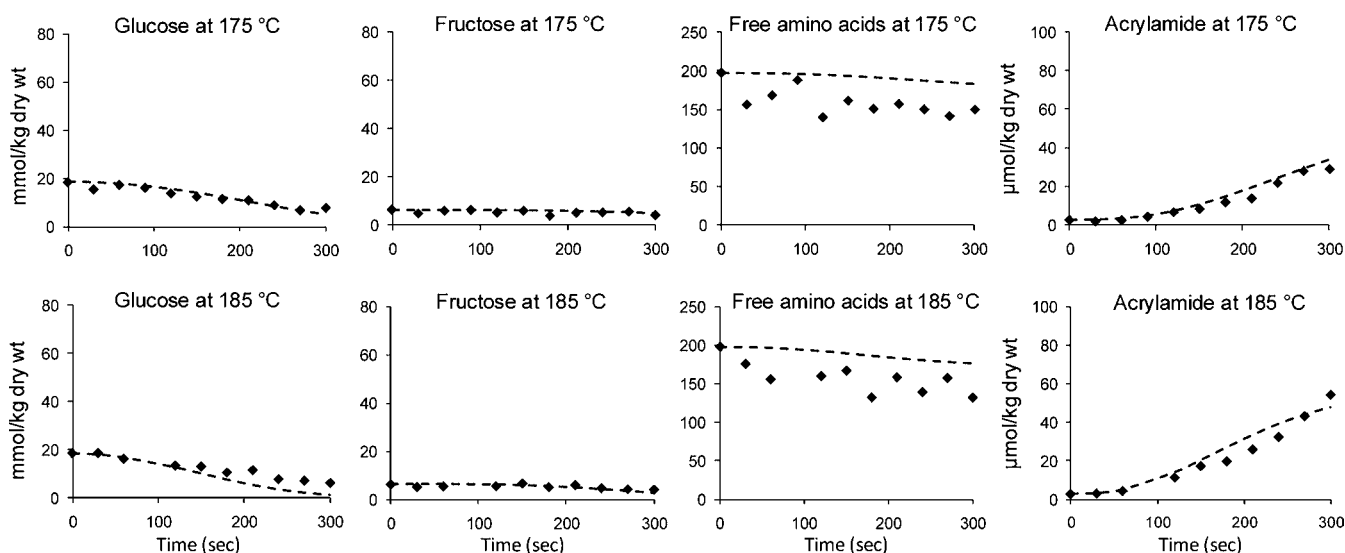 Glucose at 175 °C
Fructose at 175 °C
Free amino acids at 175 °C
Acrylamide at 175 °C
mmol/kg dry wt
80
60
40
20
0
0 100 200 300
80
60
40
20
0
0 100 200 300
250
200
150
100
50
0
0 100 200 300
µmol/kg dry wt
100
80
60
40
20
0
0 100 200 300
Glucose at 185 °C
Fructose at 185 °C
Free amino acids at 185 °C
Acrylamide at 185 °C
mmol/kg dry wt
80
60
40
20
0
0 100 200 300
Time (sec)
80
60
40
20
0
0 100 200 300
Time (sec)
250
200
150
100
50
0
0 100 200 300
Time (sec)
µmol/kg dry wt
100
80
60
40
20
0
0 100 200 300
Time (sec)